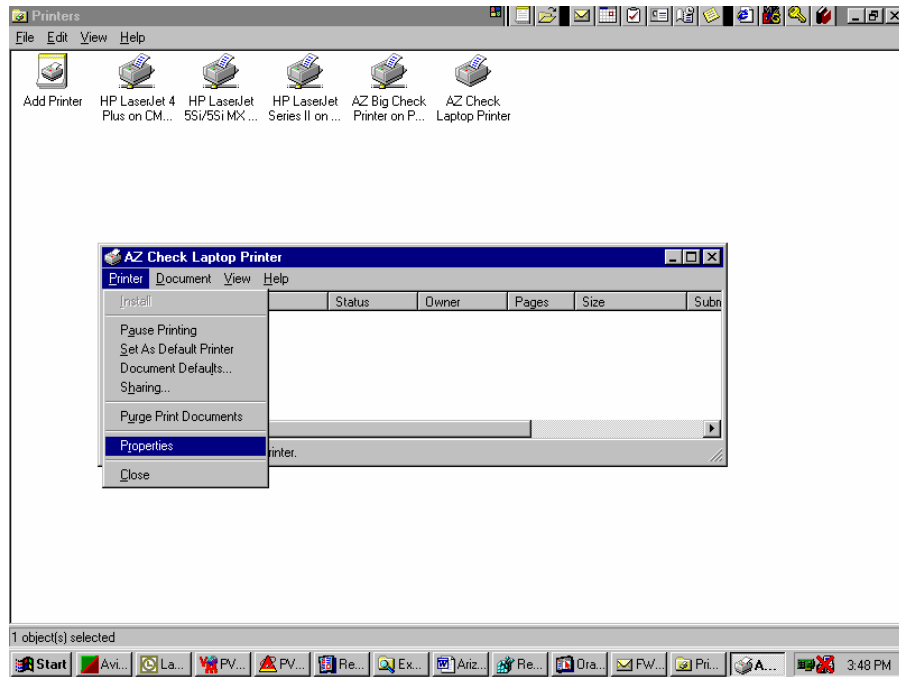 Printers
File Edit View Help
Add Printer
HP LaserJet 4 Plus on CM...
HP LaserJet 5Si/5Si MX ...
HP LaserJet Series II on ...
AZ Big Check Printer on P...
AZ Check Laptop Printer
AZ Check Laptop Printer
Printer Document View Help
Status Owner Pages Size Subm
Install
Pause Printing
Set As Default Printer
Document Defaults...
Sharing...
Purge Print Documents
Properties
rinter.
Close
1 object(s) selected
Start Avi... La... PV... PV... Re... Ex... Ariz... Re... Ora... FW... Pri... A... 3:48 PM